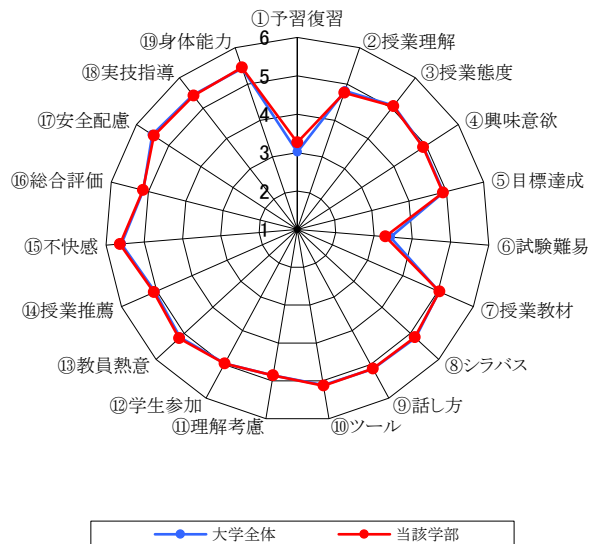 ①予習復習
②授業理解
③授業態度
④興味意欲
⑤目標達成
⑥試験難易
⑦授業教材
⑧シラバス
⑨話し方
⑩ツール
⑪理解考慮
⑫学生参加
⑬教員熱意
⑭授業推薦
⑮不快感
⑯総合評価
⑰安全配慮
⑱実技指導
⑲身体能力
6
5
4
3
2
1
大学全体
当該学部